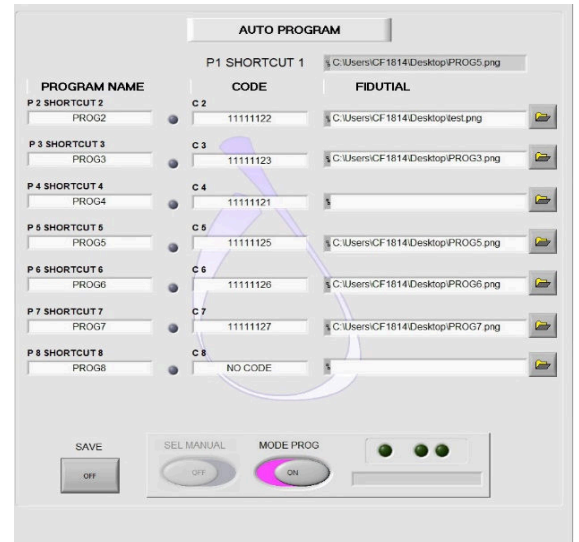 AUTO PROGRAM
P1 SHORTCUT 1 C:\Users\CF1814\Desktop\PROG5.png
PROGRAM NAME CODE FIDUTIAL
P 2 SHORTCUT 2 C 2
PROG2 11111122 C:\Users\CF1814\Desktop\test.png
P 3 SHORTCUT 3 C 3
PROG3 11111123 C:\Users\CF1814\Desktop\PROG3.png
P 4 SHORTCUT 4 C 4
PROG4 11111121
P 5 SHORTCUT 5 C 5
PROG5 11111125 C:\Users\CF1814\Desktop\PROG5.png
P 6 SHORTCUT 6 C 6
PROG6 11111126 C:\Users\CF1814\Desktop\PROG6.png
P 7 SHORTCUT 7 C 7
PROG7 11111127 C:\Users\CF1814\Desktop\PROG7.png
P 8 SHORTCUT 8 C 8
PROG8 NO CODE
SAVE SEL MANUAL MODE PROG
OFF OFF ON